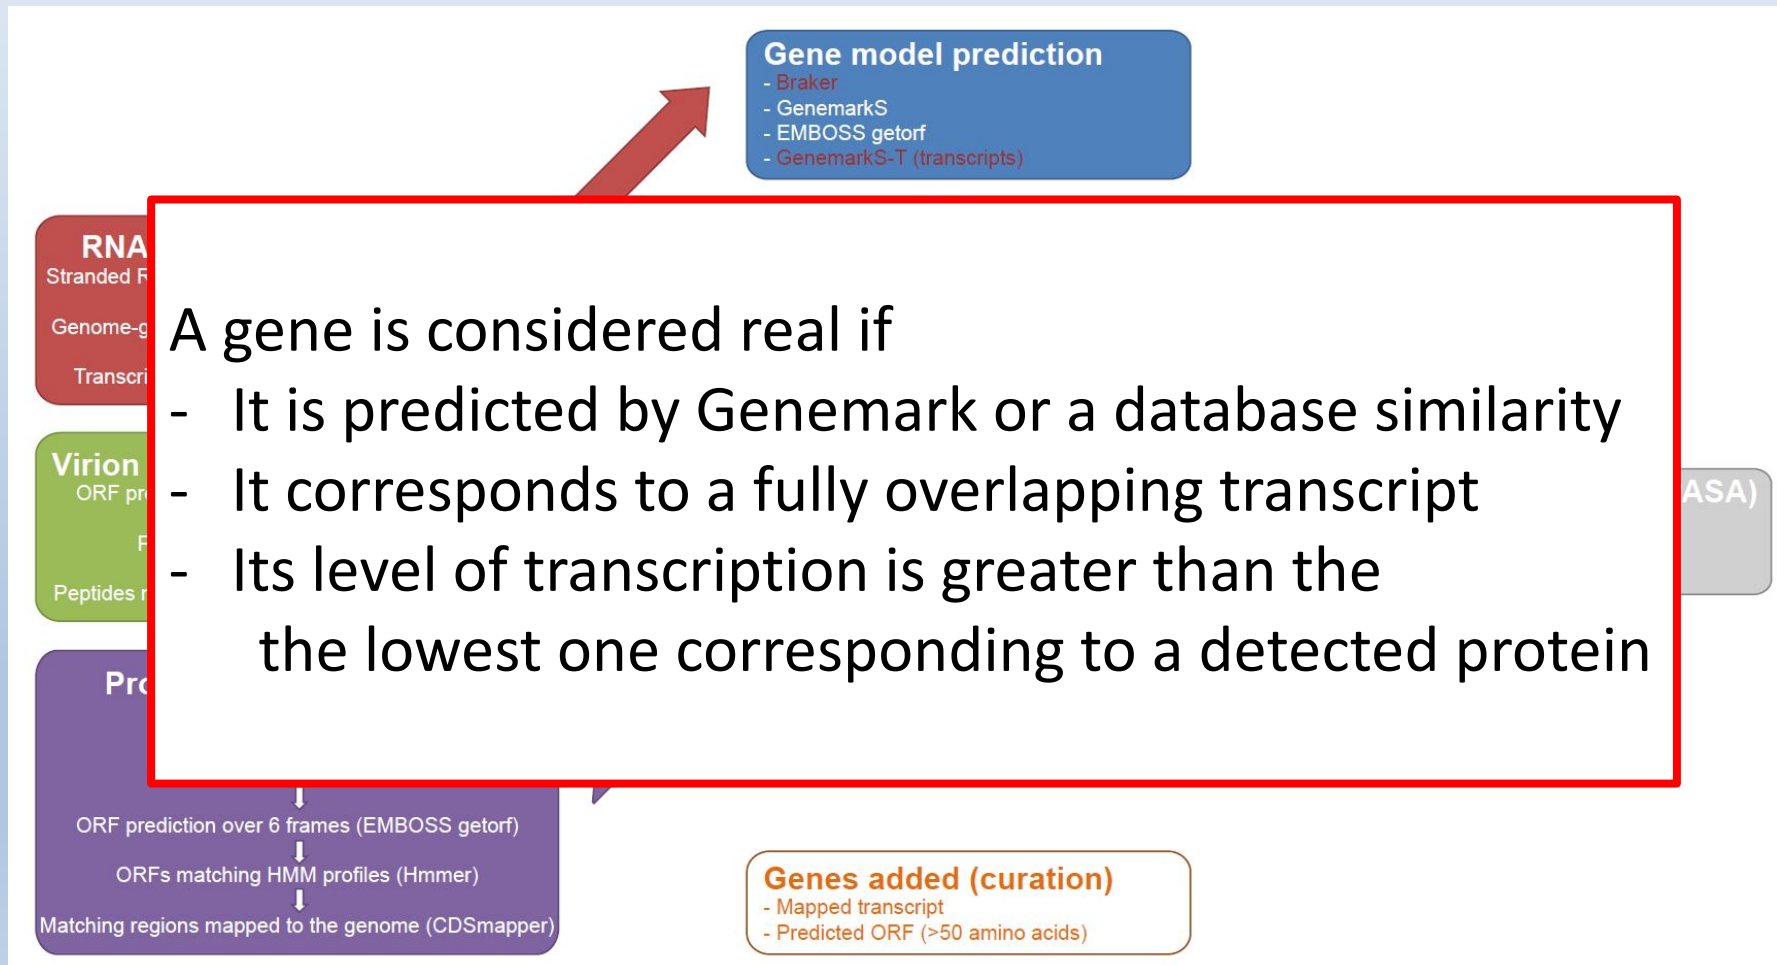 Gene model prediction
- Braker
- GenemarkS
- EMBOSS getorf
- GenemarkS-T (transcripts)
RNA
Stranded
Genome-g
Transcri
A gene is considered real if
- It is predicted by Genemark or a database similarity
- It corresponds to a fully overlapping transcript
- Its level of transcription is greater than the
the lowest one corresponding to a detected protein
Virion
ORF pr
Peptides
ASA)
Pro
ORF prediction over 6 frames (EMBOSS getorf)
ORFs matching HMM profiles (Hmmer)
Matching regions mapped to the genome (CDSmapper)
Genes added (curation)
- Mapped transcript
- Predicted ORF (>50 amino acids)